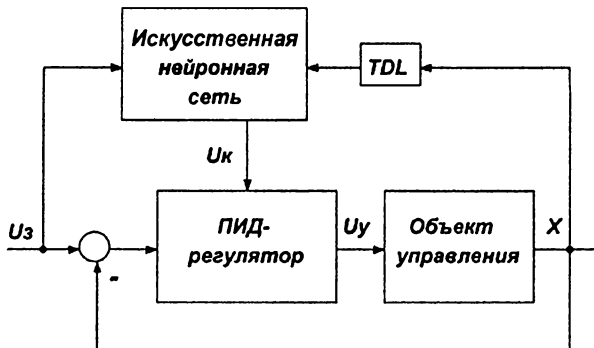 Искусственная
нейронная
сеть
TDL
Uк
Uз
ПИД-
регулятор
Uу
Объект
управления
X
-